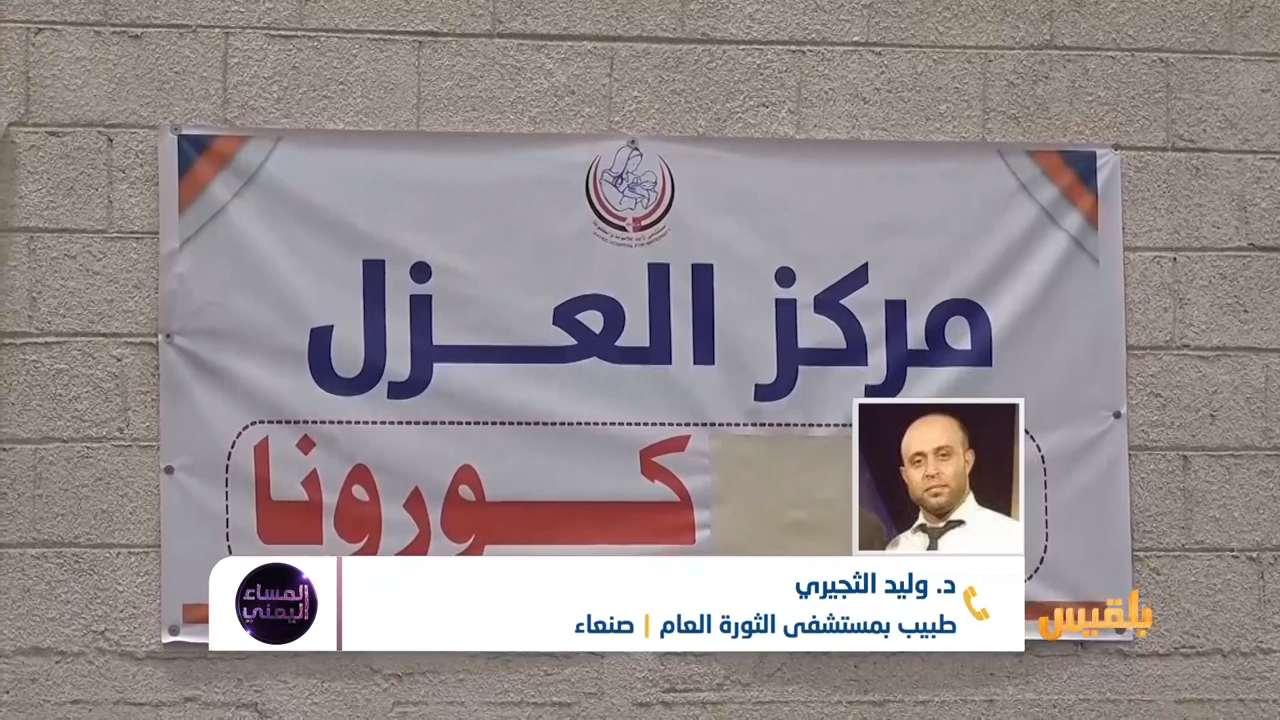 مركز العـــزل
كـــورونا
د. وليد الثجيري
طبيب بمستشفى الثورة العام | صنعاء
المساء
اليمني
بلقيس